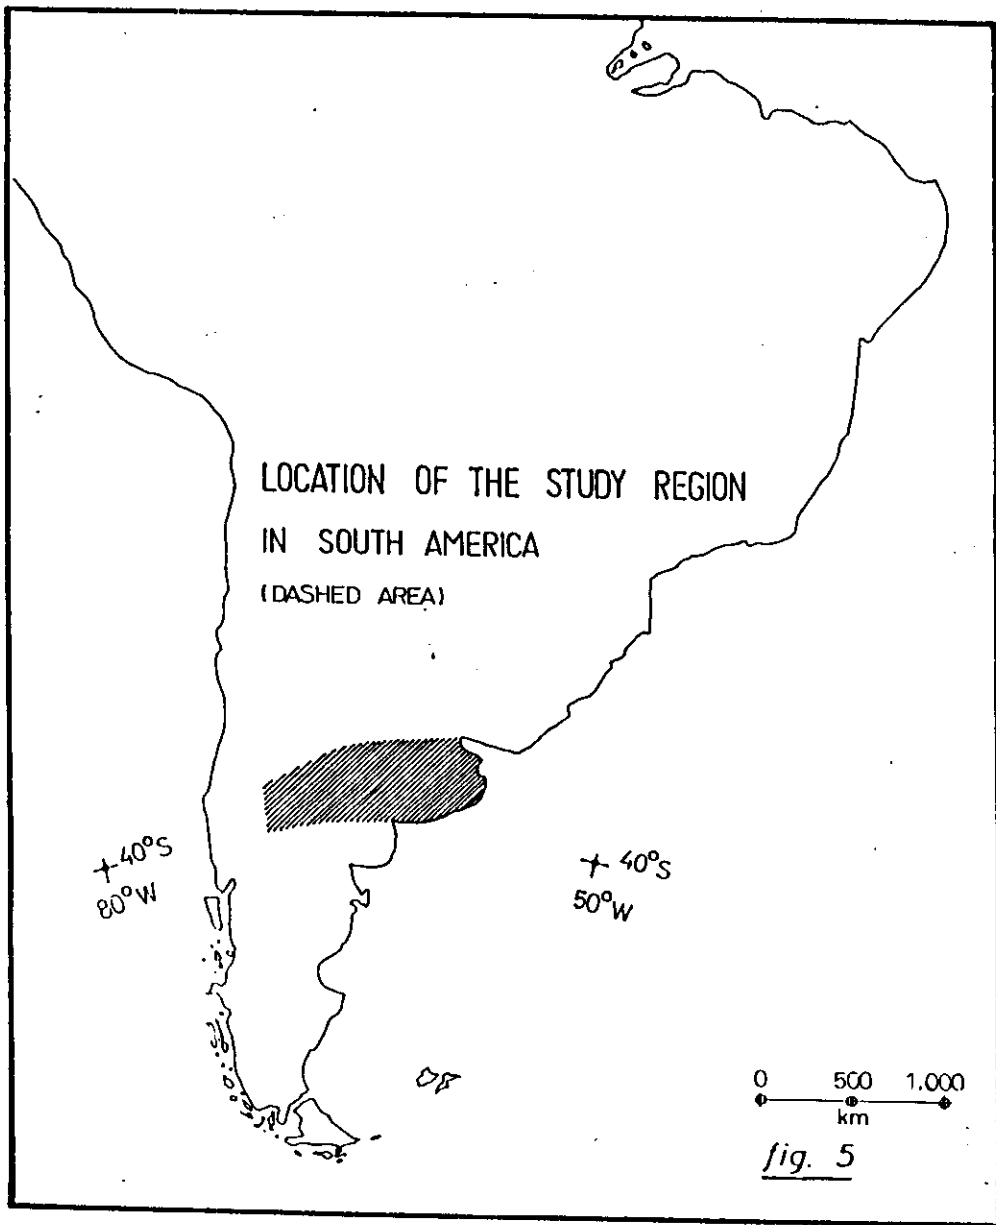 LOCATION OF THE STUDY REGION
IN SOUTH AMERICA
(DASHED AREA)
40°S
80°W
40°S
50°W
0 500 1.000
km
fig. 5